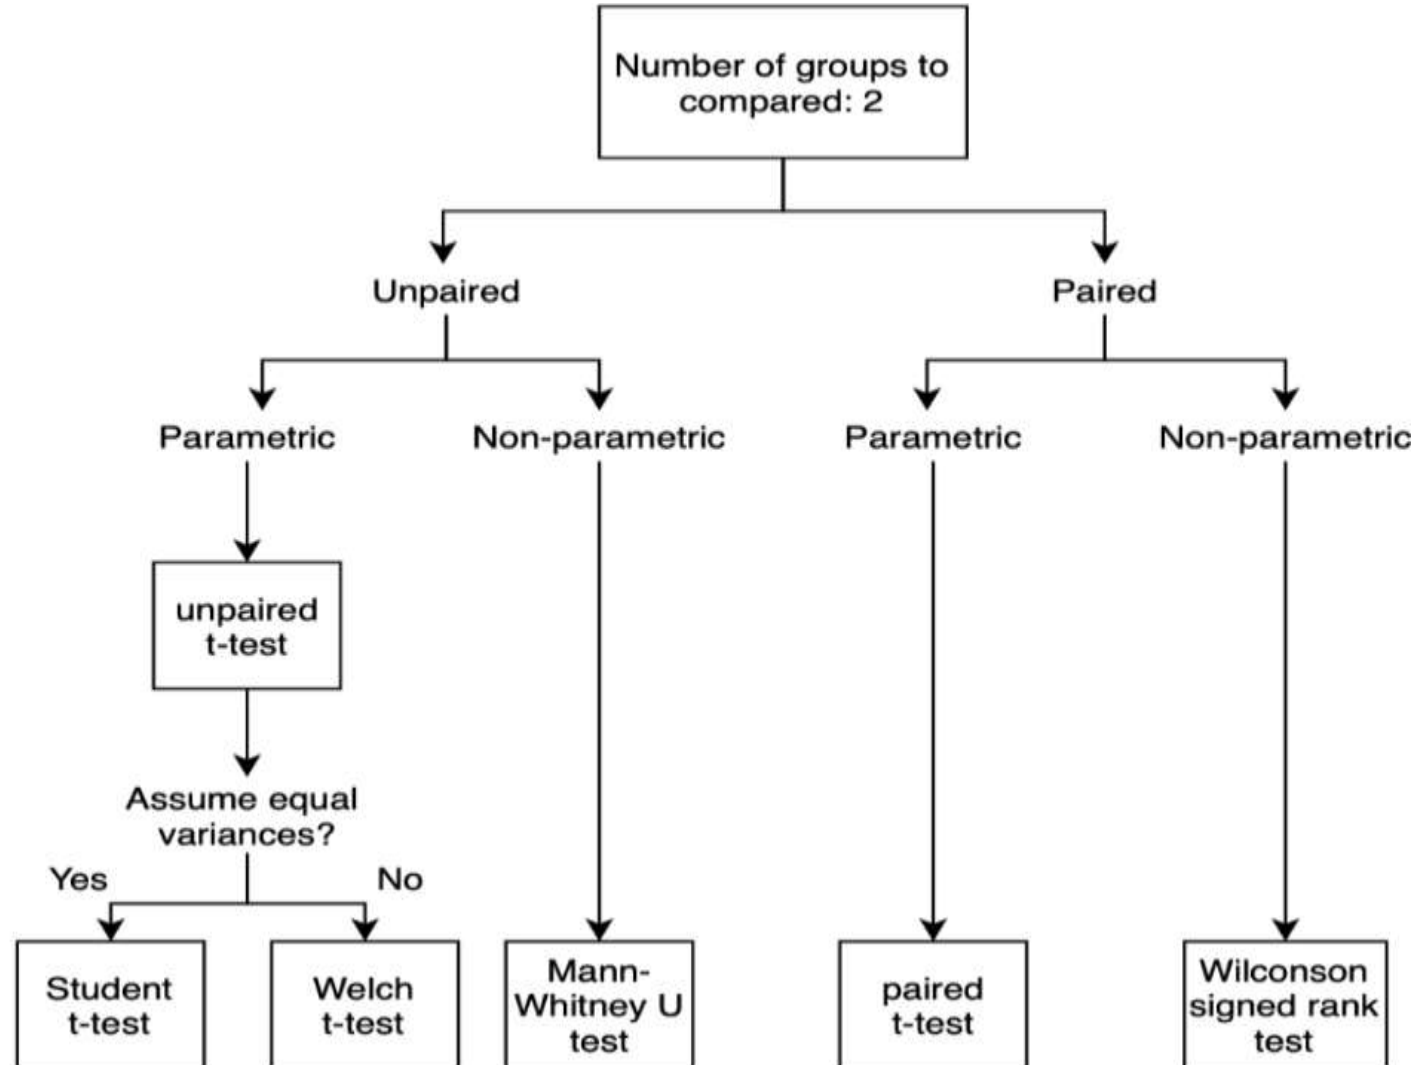 Number of groups to
compared: 2
Unpaired
Paired
Parametric
Non-parametric
Parametric
Non-parametric
unpaired
t-test
Assume equal
variances?
Yes
No
Student
t-test
Welch
t-test
Mann-
Whitney U
test
paired
t-test
Wilconson
signed rank
test